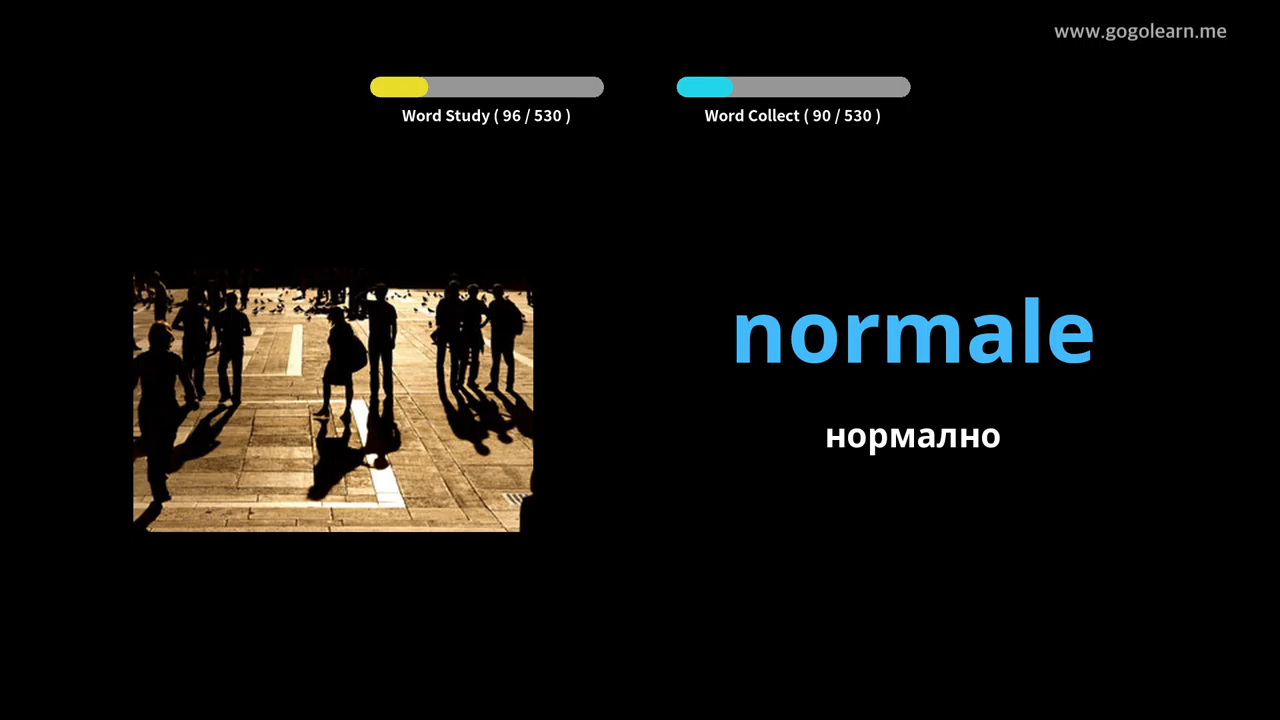 www.gogolearn.me
Word Study ( 96 / 530 )
Word Collect ( 90 / 530 )
normale
нормално